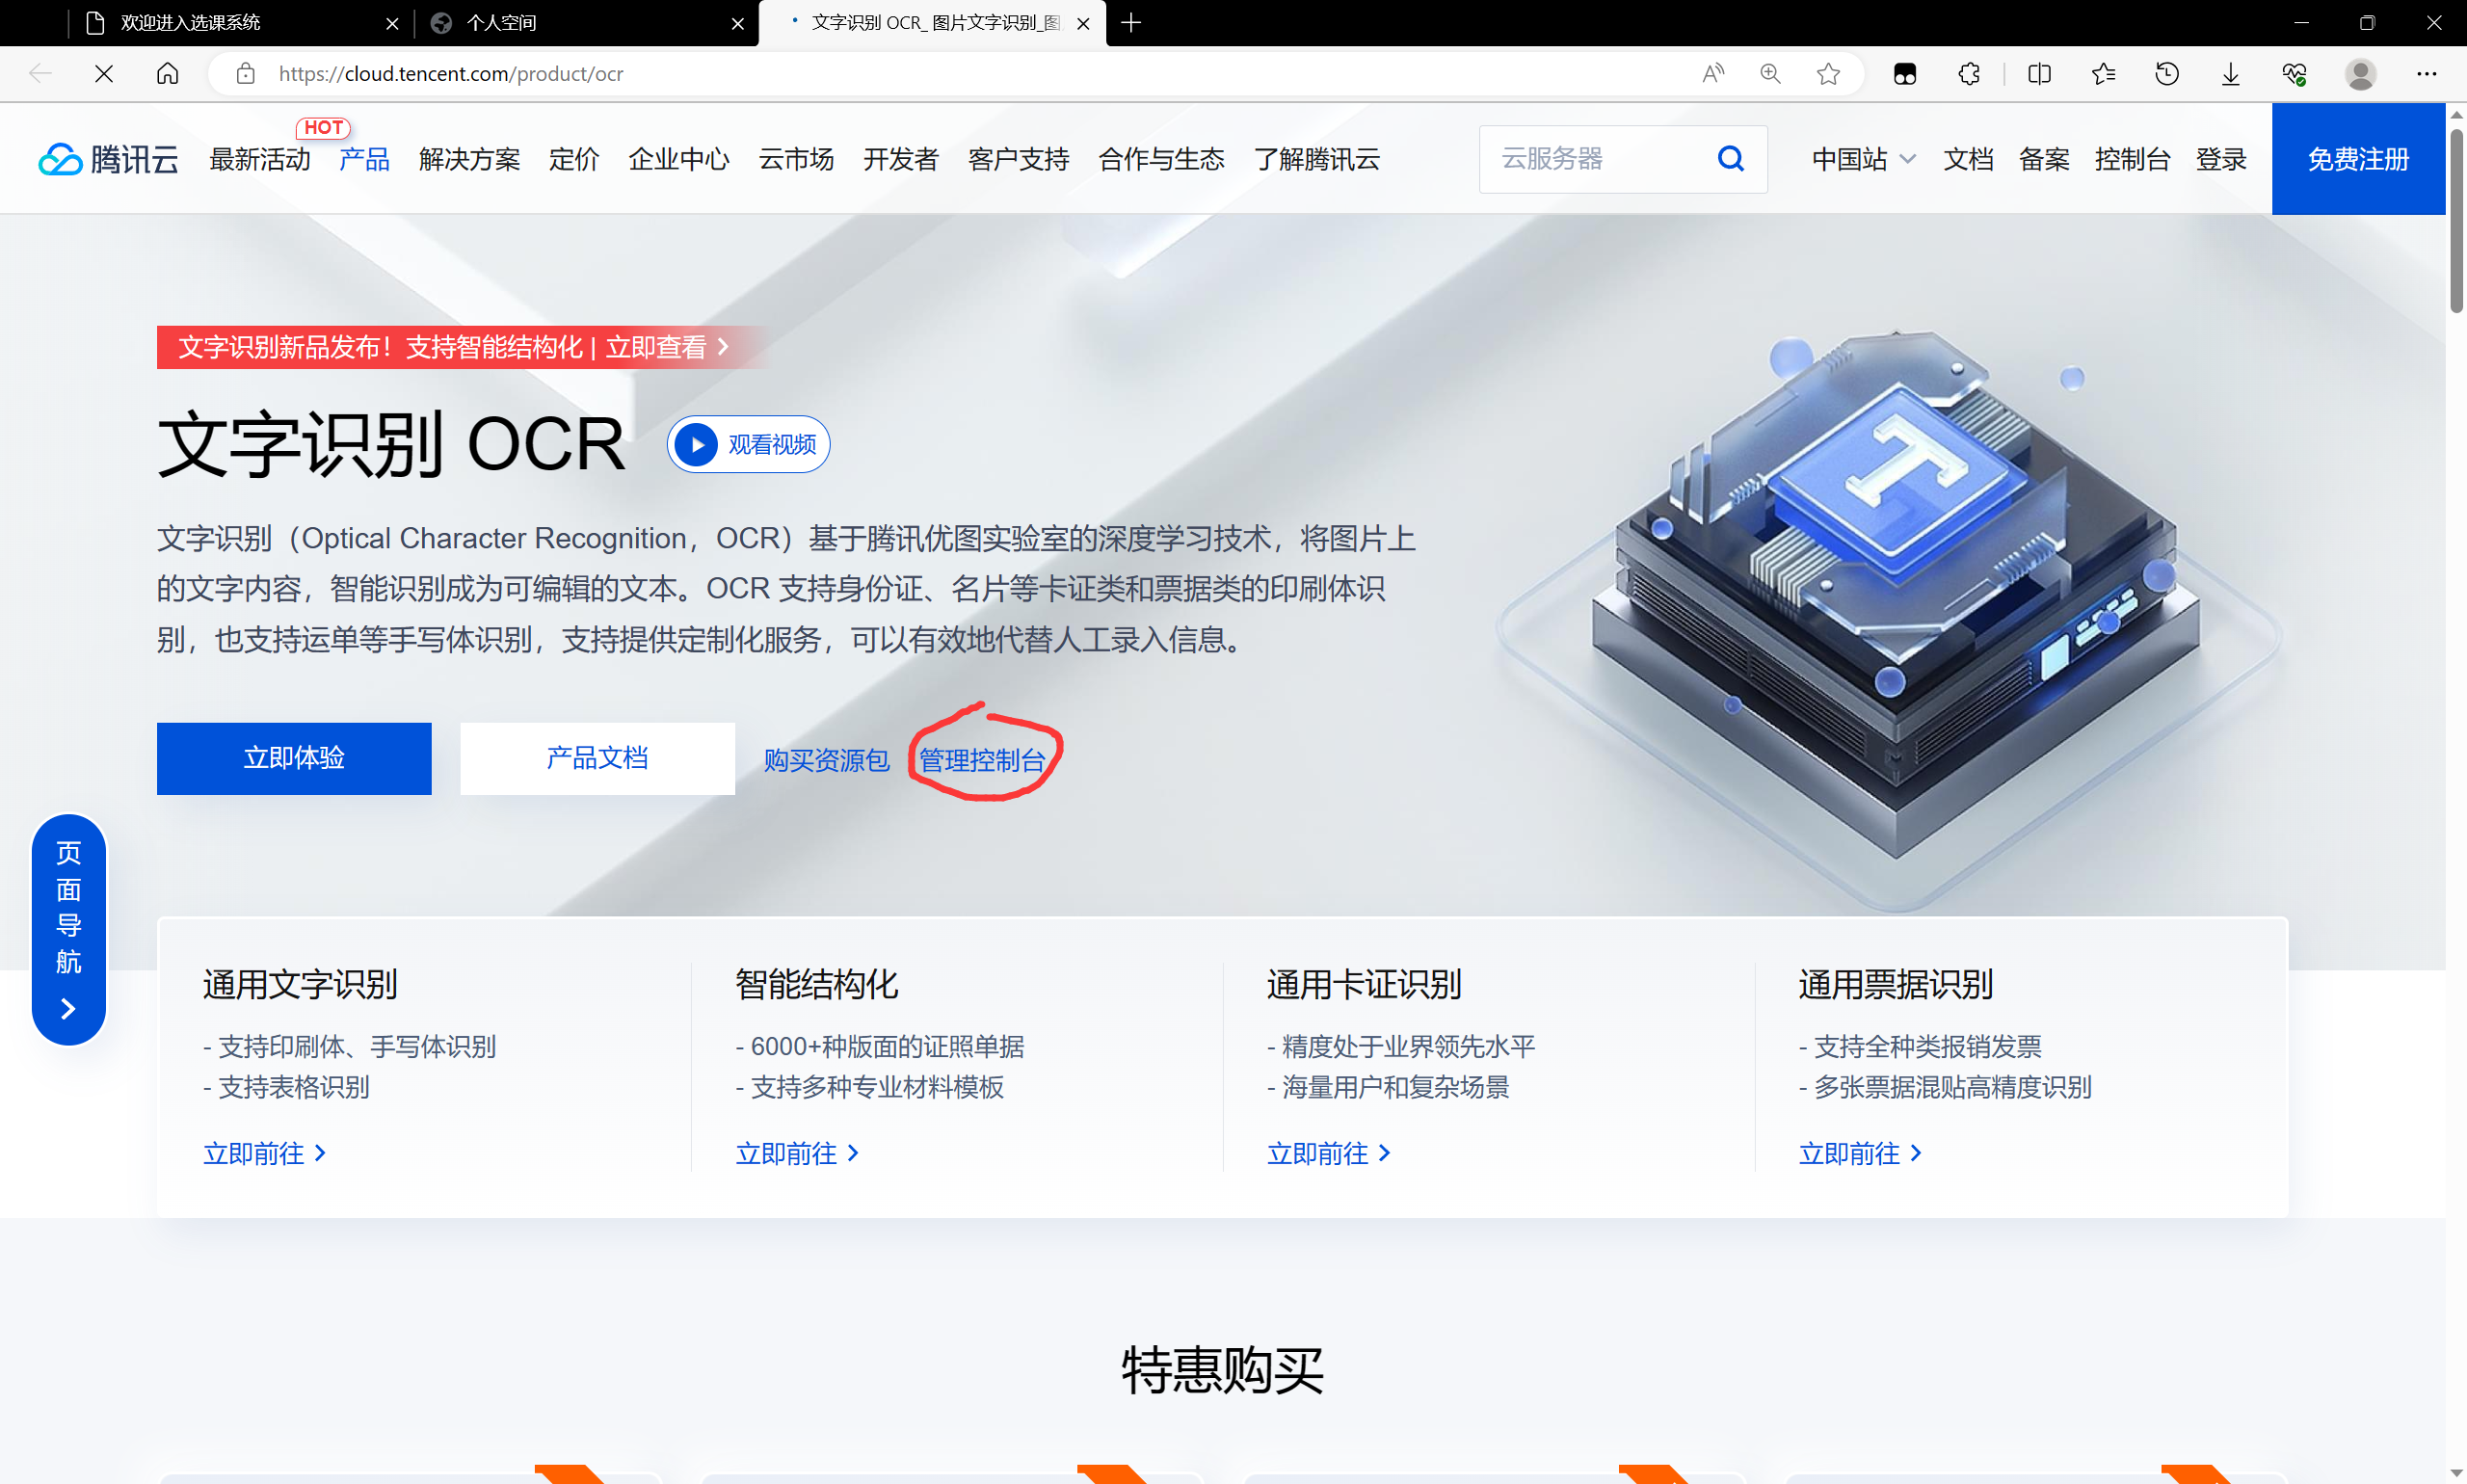 欢迎进入选课系统
个人空间
文字识别 OCR_ 图片文字识别_图
https://cloud.tencent.com/product/ocr
腾讯云
最新活动
HOT
产品
解决方案
定价
企业中心
云市场
开发者
客户支持
合作与生态
了解腾讯云
云服务器
中国站
文档
备案
控制台
登录
免费注册
文字识别新品发布！支持智能结构化 | 立即查看
文字识别 OCR
观看视频
文字识别（Optical Character Recognition，OCR）基于腾讯优图实验室的深度学习技术，将图片上
的文字内容，智能识别成为可编辑的文本。OCR 支持身份证、名片等卡证类和票据类的印刷体识
别，也支持运单等手写体识别，支持提供定制化服务，可以有效地代替人工录入信息。
立即体验
产品文档
购买资源包
管理控制台
页
面
导
航
通用文字识别
- 支持印刷体、手写体识别
- 支持表格识别
立即前往
智能结构化
- 6000+种版面的证照单据
- 支持多种专业材料模板
立即前往
通用卡证识别
- 精度处于业界领先水平
- 海量用户和复杂场景
立即前往
通用票据识别
- 支持全种类报销发票
- 多张票据混贴高精度识别
立即前往
特惠购买